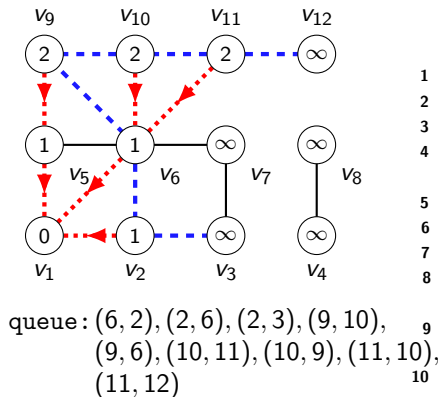 v9 v10 v11 v12
2 2 2 ∞
1
2
3
4
1 1 ∞ ∞
v5 v6 v7 v8
5
6
7
8
0 1 ∞ ∞
v1 v2 v3 v4
queue: (6, 2), (2, 6), (2, 3), (9, 10),
9
(9, 6), (10, 11), (10, 9), (11, 10),
(11, 12)
10